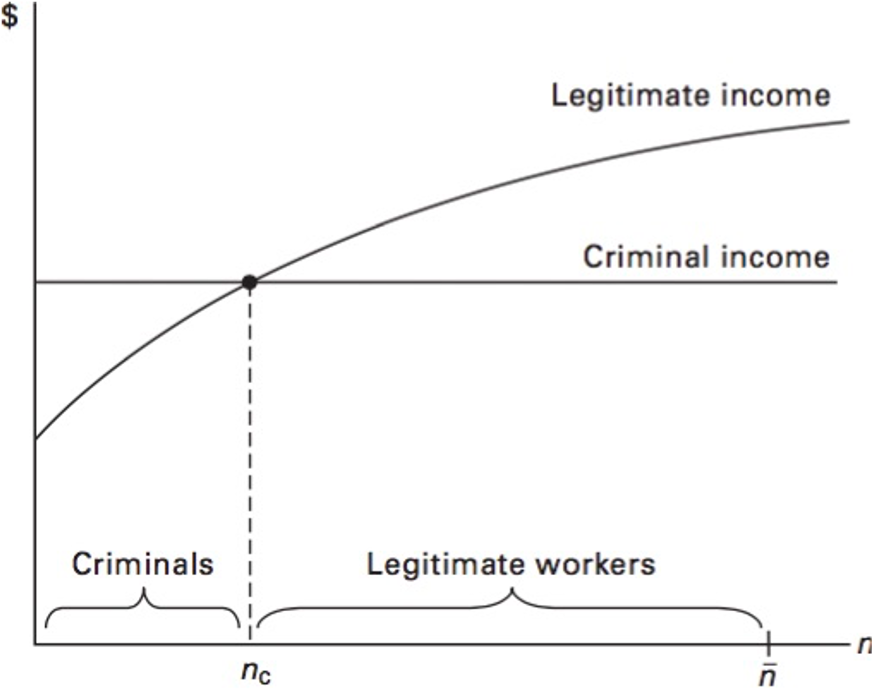 $
Legitimate income
Criminal income
Criminals
Legitimate workers
n
n_c
n̄